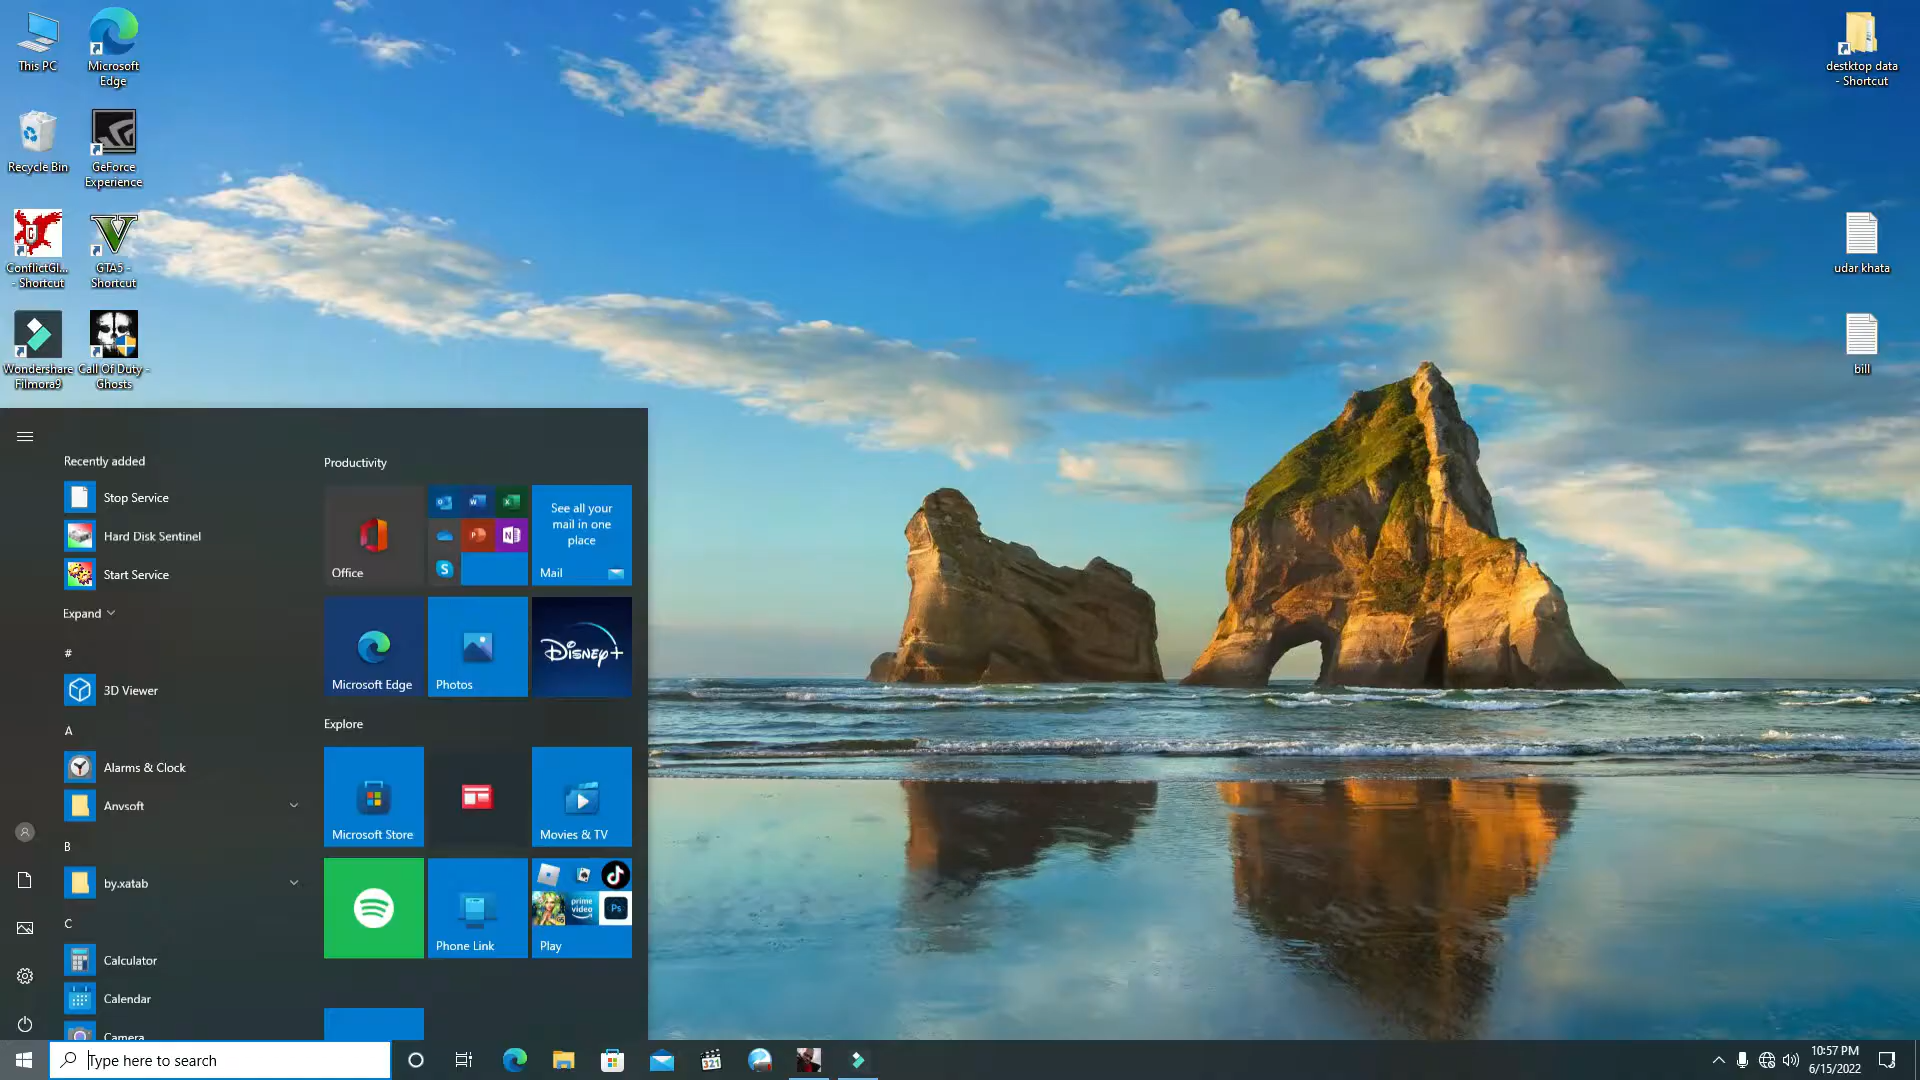 This PC
Microsoft
Edge
Recycle Bin
GeForce
Experience
ConflictGl...
- Shortcut
GTA5 -
Shortcut
Wondershare
Filmora9
Call Of Duty -
Ghosts
destktop data
- Shortcut
udar khata
bill
Recently added
Stop Service
Hard Disk Sentinel
Start Service
Expand
#
3D Viewer
A
Alarms & Clock
Anvsoft
B
by.xatab
C
Calculator
Calendar
Camera
Productivity
Office
See all your
mail in one
place
Mail
Microsoft Edge
Photos
Disney+
Explore
Microsoft Store
Movies & TV
Phone Link
prime
video
Ps
Play
Type here to search
321
10:57 PM
6/15/2022